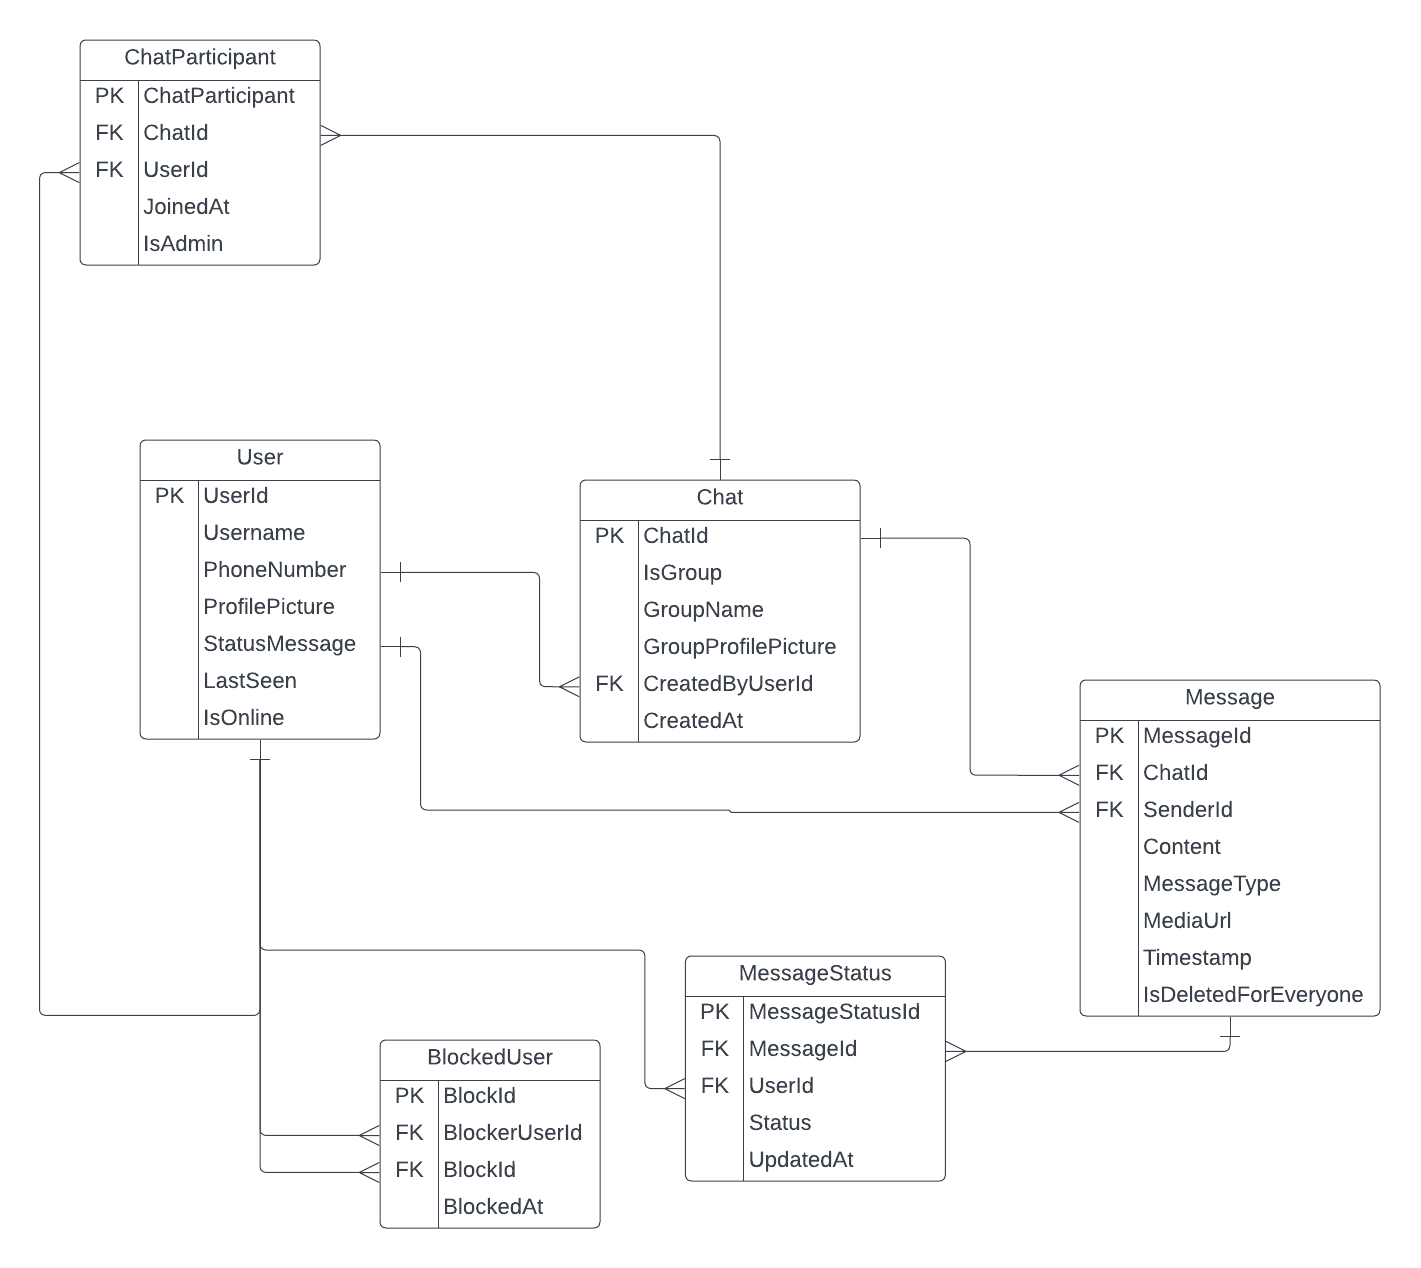 ChatParticipant
PK ChatParticipant
FK ChatId
FK UserId
JoinedAt
IsAdmin
User
PK UserId
Username
PhoneNumber
ProfilePicture
StatusMessage
LastSeen
IsOnline
Chat
PK ChatId
IsGroup
GroupName
GroupProfilePicture
FK CreatedByUserId
CreatedAt
Message
PK MessageId
FK ChatId
FK SenderId
Content
MessageType
MediaUrl
Timestamp
IsDeletedForEveryone
MessageStatus
PK MessageStatusId
FK MessageId
FK UserId
Status
UpdatedAt
BlockedUser
PK BlockId
FK BlockerUserId
FK BlockId
BlockedAt